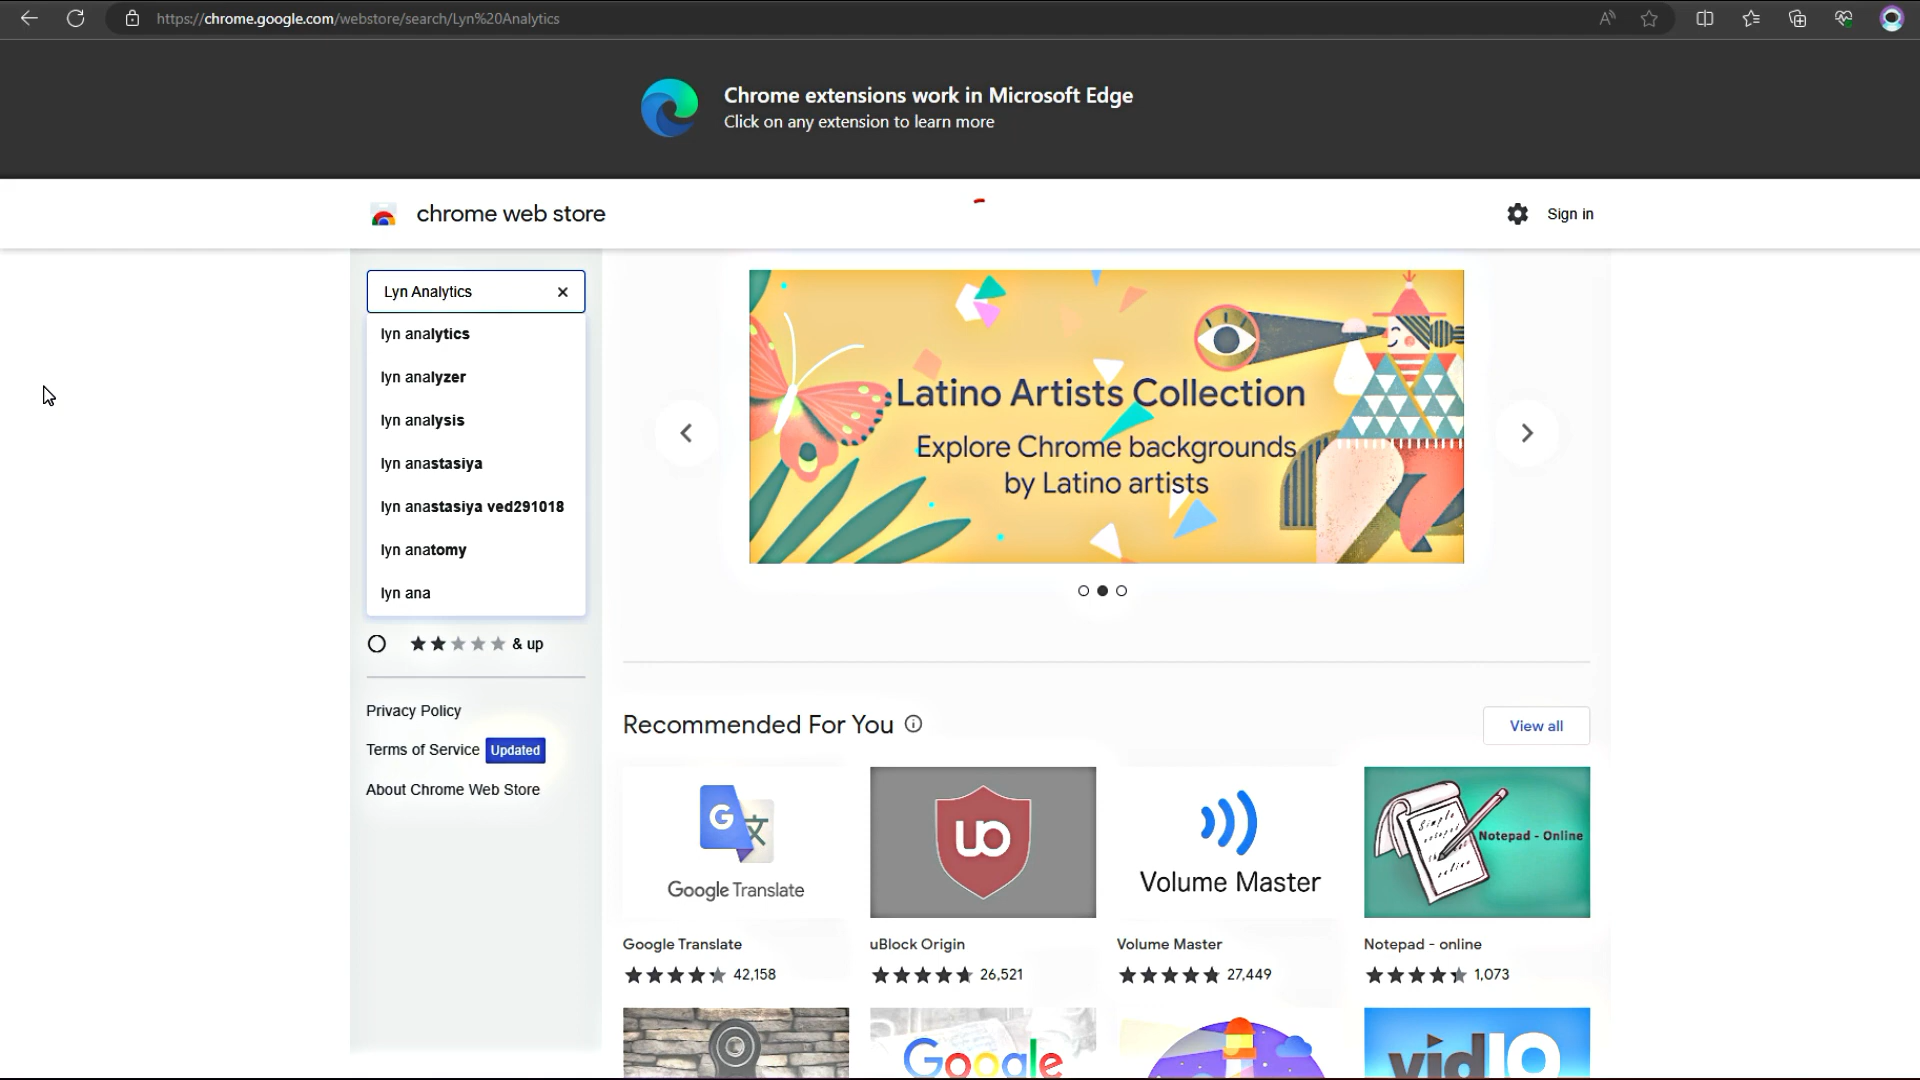 https://chrome.google.com/webstore/search/Lyn%20Analytics
Chrome extensions work in Microsoft Edge
Click on any extension to learn more
chrome web store
Sign in
Lyn Analytics
lyn analytics
lyn analyzer
lyn analysis
lyn anastasiya
lyn anastasiya ved291018
lyn anatomy
lyn ana
& up
Privacy Policy
Terms of Service Updated
About Chrome Web Store
Latino Artists Collection
Explore Chrome backgrounds
by Latino artists
Recommended For You
View all
Google Translate
uo
Volume Master
Notepad - Online
Google Translate
42,158
uBlock Origin
26,521
Volume Master
27,449
Notepad - online
1,073
Google
vidIQ